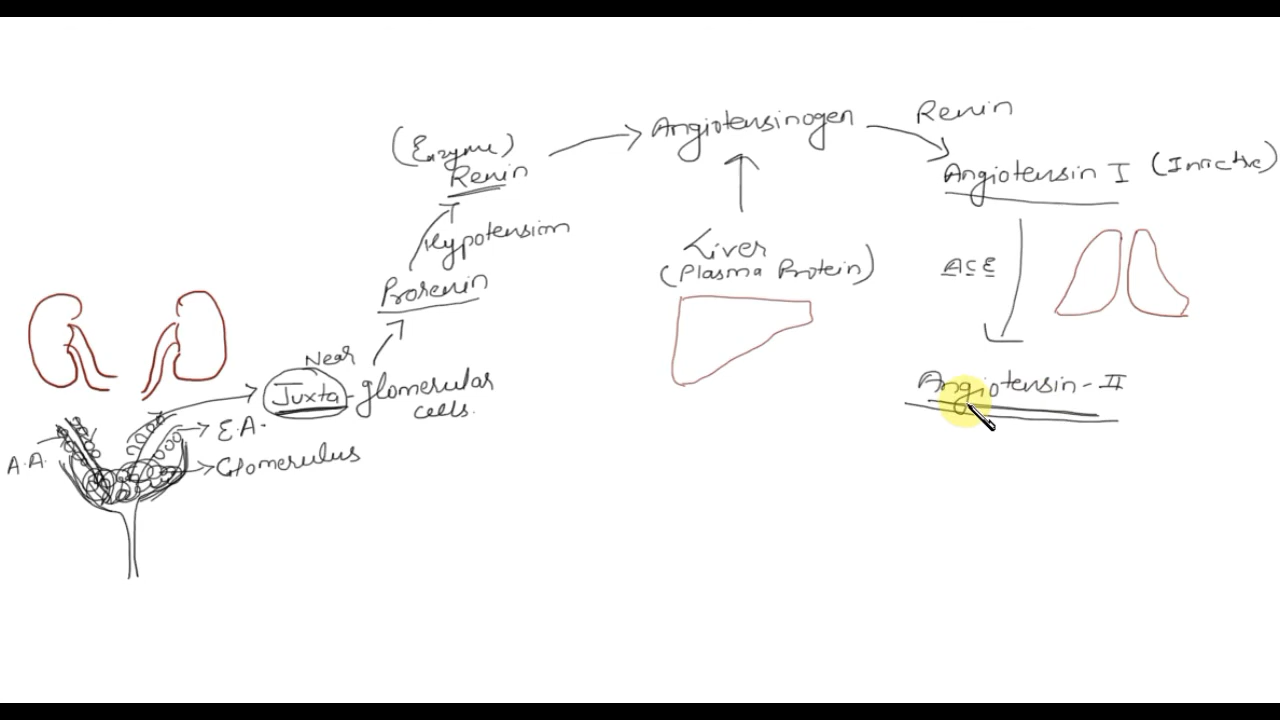 Renin
(Enzyme)
Renin
Angiotensinogen
Angiotensin I (Inactive)
Hypotension
Liver
(Plasma Protein)
ACE
Prorenin
Near
Juxta-glomerular
cells.
Angiotensin-II
E.A.
A.A.
Glomerulus